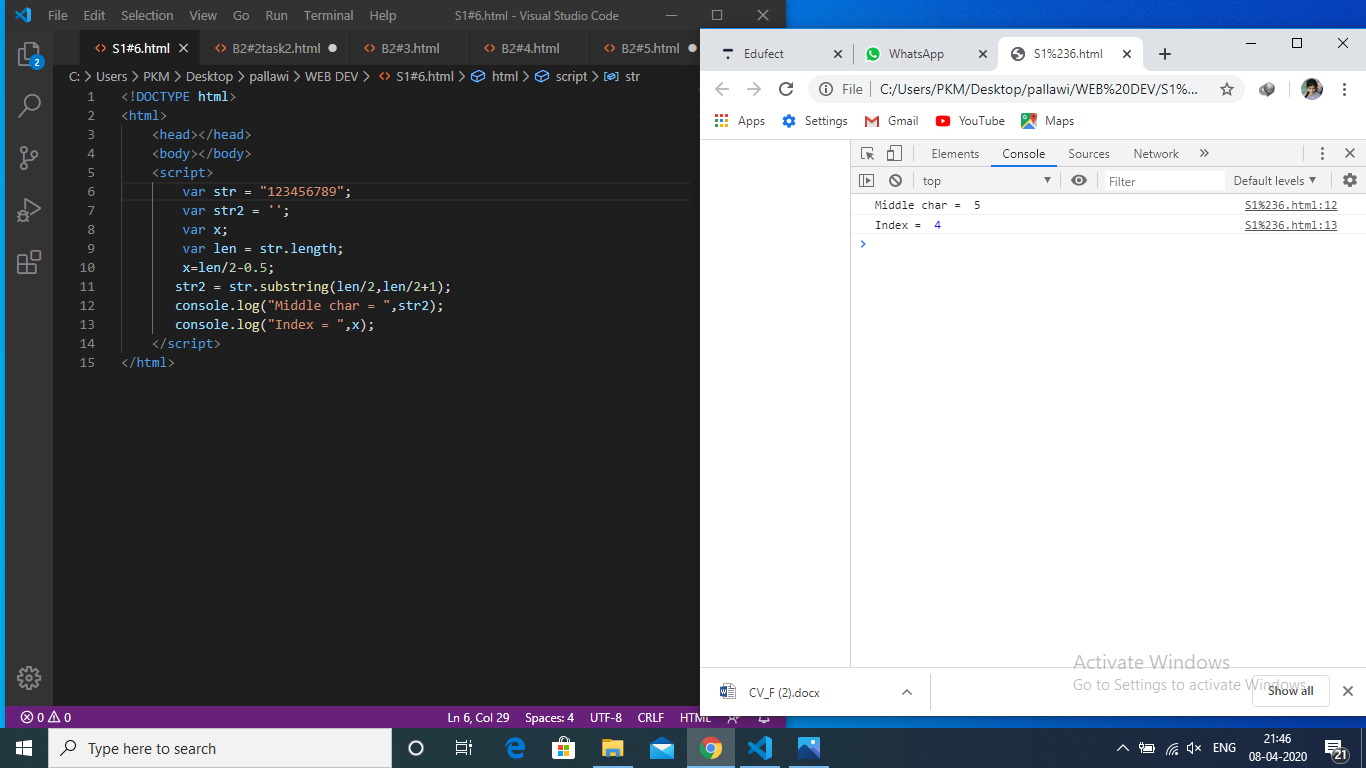 File Edit Selection View Go Run Terminal Help S1#6.html - Visual Studio Code
S1#6.html B2#2task2.html B2#3.html B2#4.html B2#5.html
C: > Users > PKM > Desktop > pallawi > WEB DEV > S1#6.html > html > script > str
1 <!DOCTYPE html>
2 <html>
3 <head></head>
4 <body></body>
5 <script>
6 var str = "123456789";
7 var str2 = '';
8 var x;
9 var len = str.length;
10 x=len/2-0.5;
11 str2 = str.substring(len/2,len/2+1);
12 console.log("Middle char = ",str2);
13 console.log("Index = ",x);
14 </script>
15 </html>
2
0 0 Ln 6, Col 29 Spaces: 4 UTF-8 CRLF HTML
Edufect WhatsApp S1%236.html
File C:/Users/PKM/Desktop/pallawi/WEB%20DEV/S1%...
Apps Settings Gmail YouTube Maps
Elements Console Sources Network »
top Filter Default levels
Middle char = 5 S1%236.html:12
Index = 4 S1%236.html:13
Activate Windows
Go to Settings to activate Windows.
CV_F (2).docx Show all
Type here to search ENG 21:46
08-04-2020 21